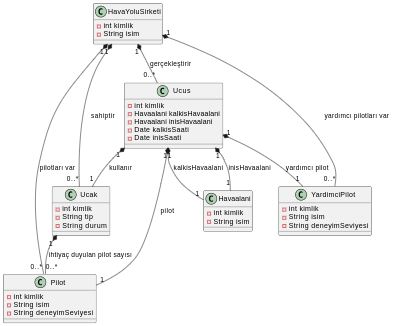 C HavaYoluSirketi
int kimlik
String isim
1 1 1 1
gerçekleştir
0..*
C Ucus
int kimlik
Havaalani kalkisHavaalani
Havaalani inisHavaalani
Date kalkisSaati
Date inisSaati
sahiptir
yardımcı pilotları var
1 1 1 1 1
pilotları var
kullanır
kalkisHavaalani
inisHavaalani
yardımcı pilot
0..* 1 1 1 1 0..*
C Ucak
int kimlik
String tip
String durum
C Havaalani
int kimlik
String isim
C YardimciPilot
int kimlik
String isim
String deneyimSeviyesi
pilot
1
ihtiyaç duyulan pilot sayısı
0..* 0..* 1
C Pilot
int kimlik
String isim
String deneyimSeviyesi